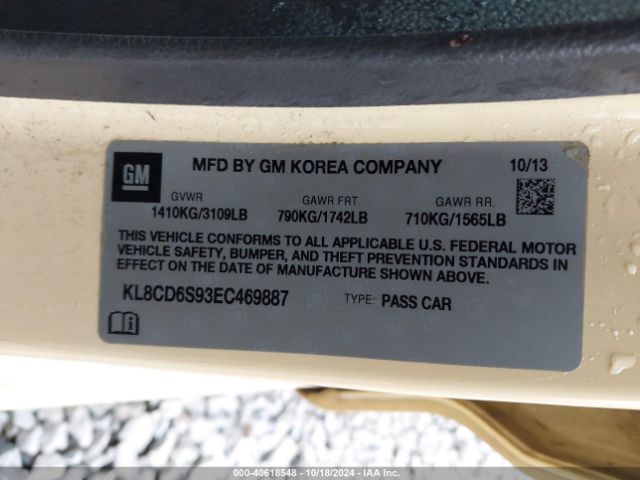 GM
MFD BY GM KOREA COMPANY
10/13
GVWR
GAWR FRT.
GAWR RR.
1410KG/3109LB
790KG/1742LB
710KG/1565LB
THIS VEHICLE CONFORMS TO ALL APPLICABLE U.S. FEDERAL MOTOR
VEHICLE SAFETY, BUMPER, AND THEFT PREVENTION STANDARDS IN
EFFECT ON THE DATE OF MANUFACTURE SHOWN ABOVE.
KL8CD6S93EC469887
TYPE: PASS CAR
000-40618548 - 10/18/2024 - IAA Inc.